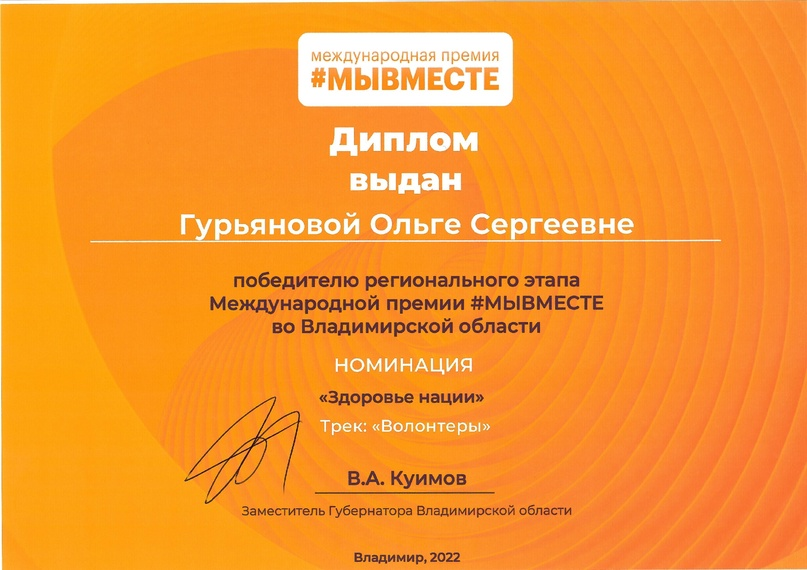 международная премия
#МЫВМЕСТЕ
Диплом
выдан
Гурьяновой Ольге Сергеевне
победителю регионального этапа
Международной премии #МЫВМЕСТЕ
во Владимирской области
НОМИНАЦИЯ
«Здоровье нации»
Трек: «Волонтеры»
В.А. Куимов
Заместитель Губернатора Владимирской области
Владимир, 2022